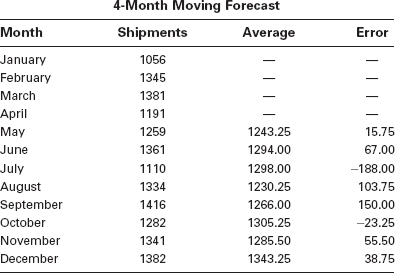 4-Month Moving Forecast
Month Shipments Average Error
January 1056 — —
February 1345 — —
March 1381 — —
April 1191 — —
May 1259 1243.25 15.75
June 1361 1294.00 67.00
July 1110 1298.00 –188.00
August 1334 1230.25 103.75
September 1416 1266.00 150.00
October 1282 1305.25 –23.25
November 1341 1285.50 55.50
December 1382 1343.25 38.75